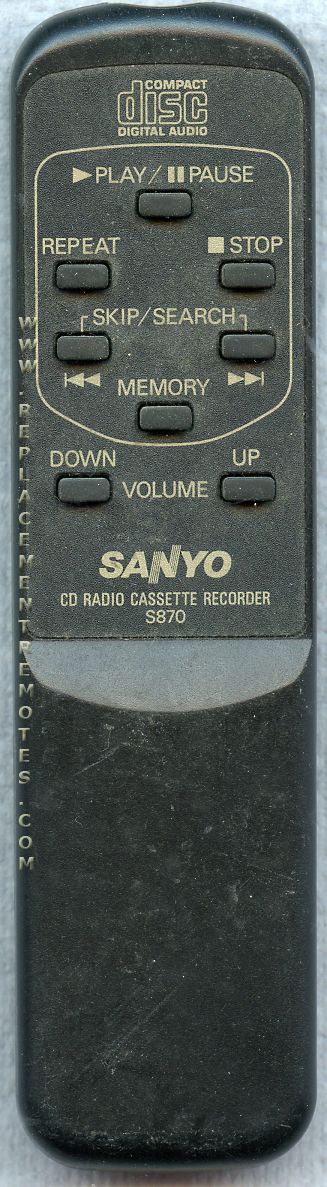 COMPACT
disc
DIGITAL AUDIO
▶PLAY/❚❚PAUSE
REPEAT ■STOP
SKIP/SEARCH
|◀◀ ▶▶|
MEMORY
DOWN UP
VOLUME
SANYO
CD RADIO CASSETTE RECORDER
S870
WWW.REPLACEMENTREMOTES.COM